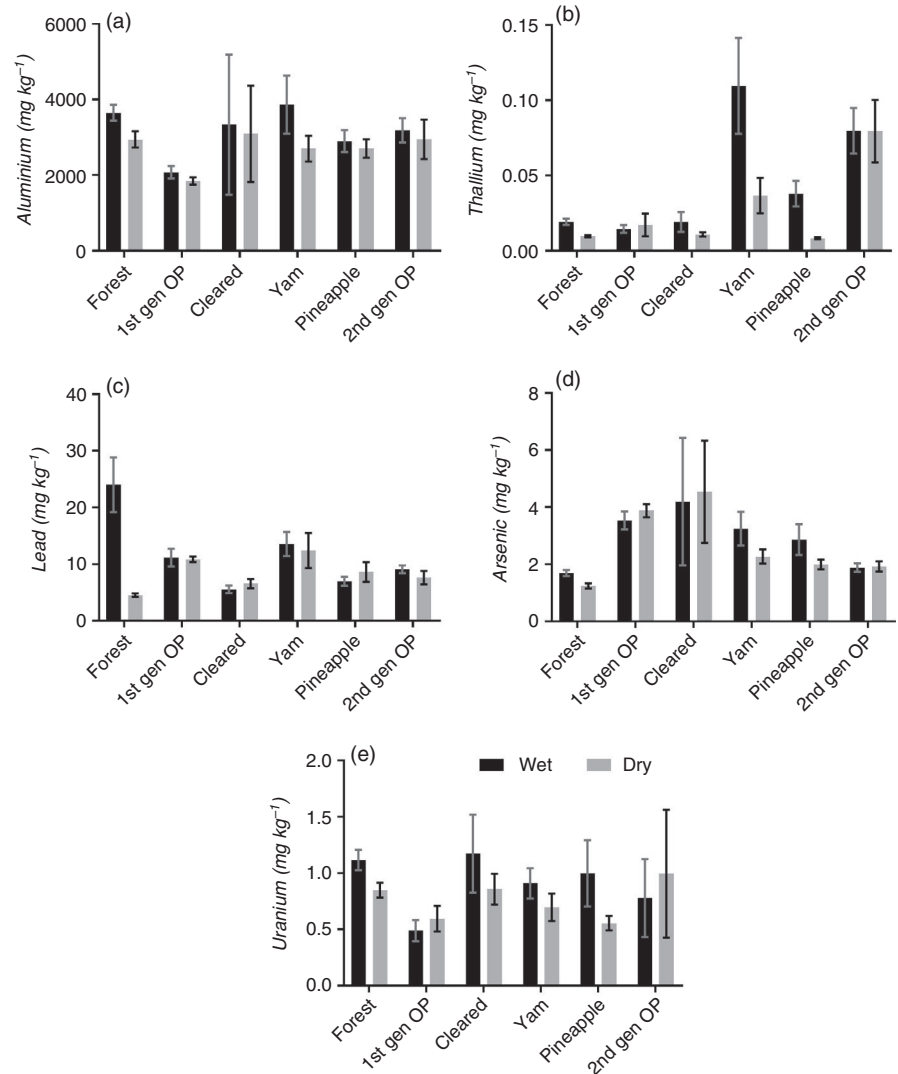 (a)
Aluminium (mg kg⁻¹)
6000
4000
2000
0
Forest
1st gen OP
Cleared
Yam
Pineapple
2nd gen OP
(b)
Thallium (mg kg⁻¹)
0.15
0.10
0.05
0.00
Forest
1st gen OP
Cleared
Yam
Pineapple
2nd gen OP
(c)
Lead (mg kg⁻¹)
40
30
20
10
0
Forest
1st gen OP
Cleared
Yam
Pineapple
2nd gen OP
(d)
Arsenic (mg kg⁻¹)
8
6
4
2
0
Forest
1st gen OP
Cleared
Yam
Pineapple
2nd gen OP
(e)
Wet
Dry
Uranium (mg kg⁻¹)
2.0
1.5
1.0
0.5
0.0
Forest
1st gen OP
Cleared
Yam
Pineapple
2nd gen OP